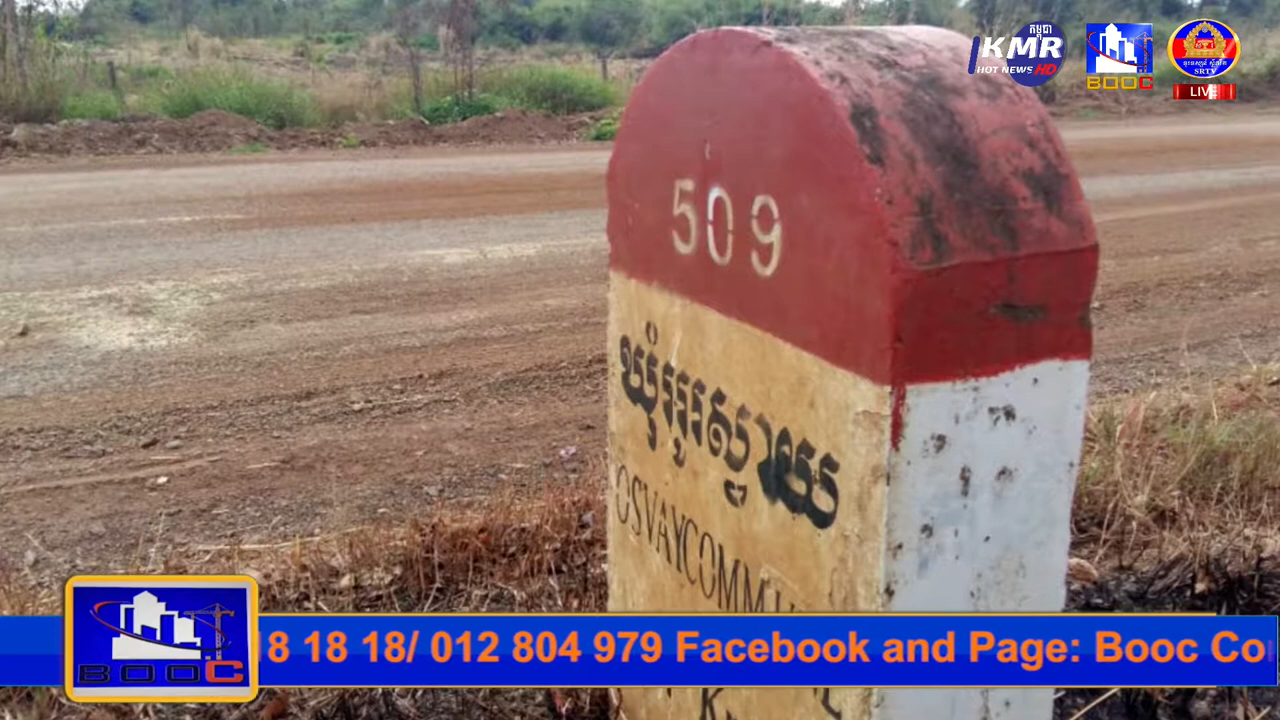 កម្ពុជា
KMR
HOT NEWS HD
BOOC
SRTV
LIVE
509
ឃុំអូរស្វាយ
OSVAYCOMM
BOOC
18 18 18/ 012 804 979 Facebook and Page: Booc Co